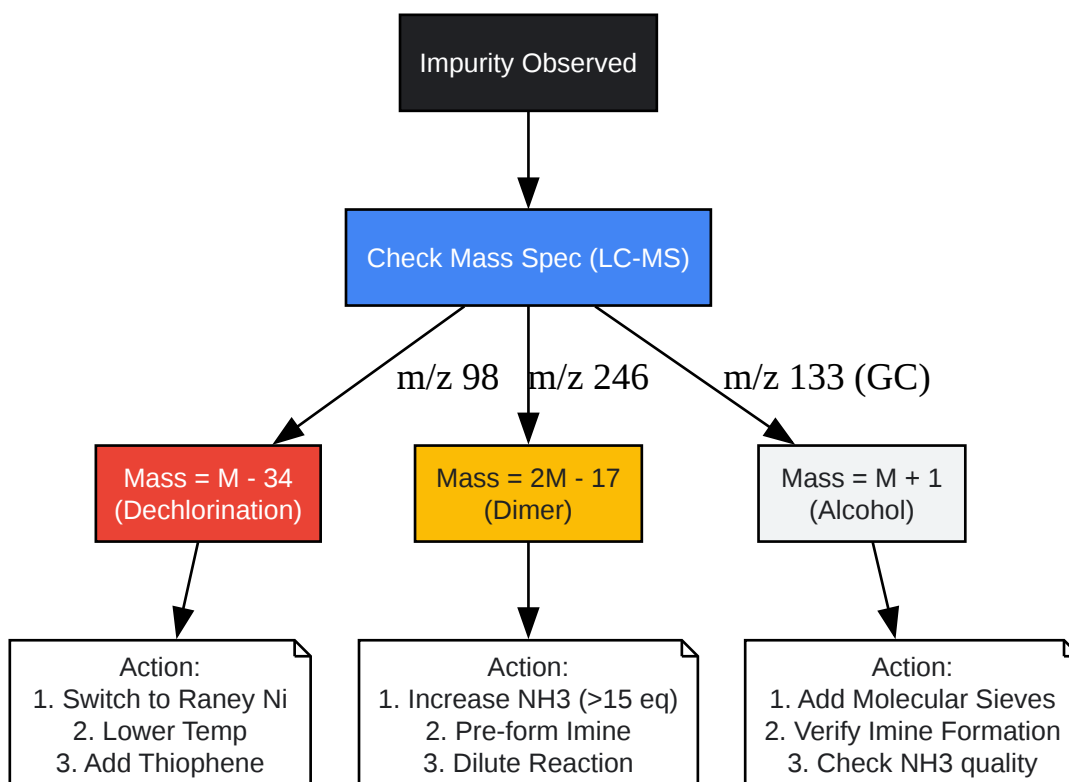 Impurity Observed
Check Mass Spec (LC-MS)
m/z 98
m/z 246
m/z 133 (GC)
Mass = M - 34
(Dechlorination)
Mass = 2M - 17
(Dimer)
Mass = M + 1
(Alcohol)
Action:
1. Switch to Raney Ni
2. Lower Temp
3. Add Thiophene
Action:
1. Increase NH3 (>15 eq)
2. Pre-form Imine
3. Dilute Reaction
Action:
1. Add Molecular Sieves
2. Verify Imine Formation
3. Check NH3 quality